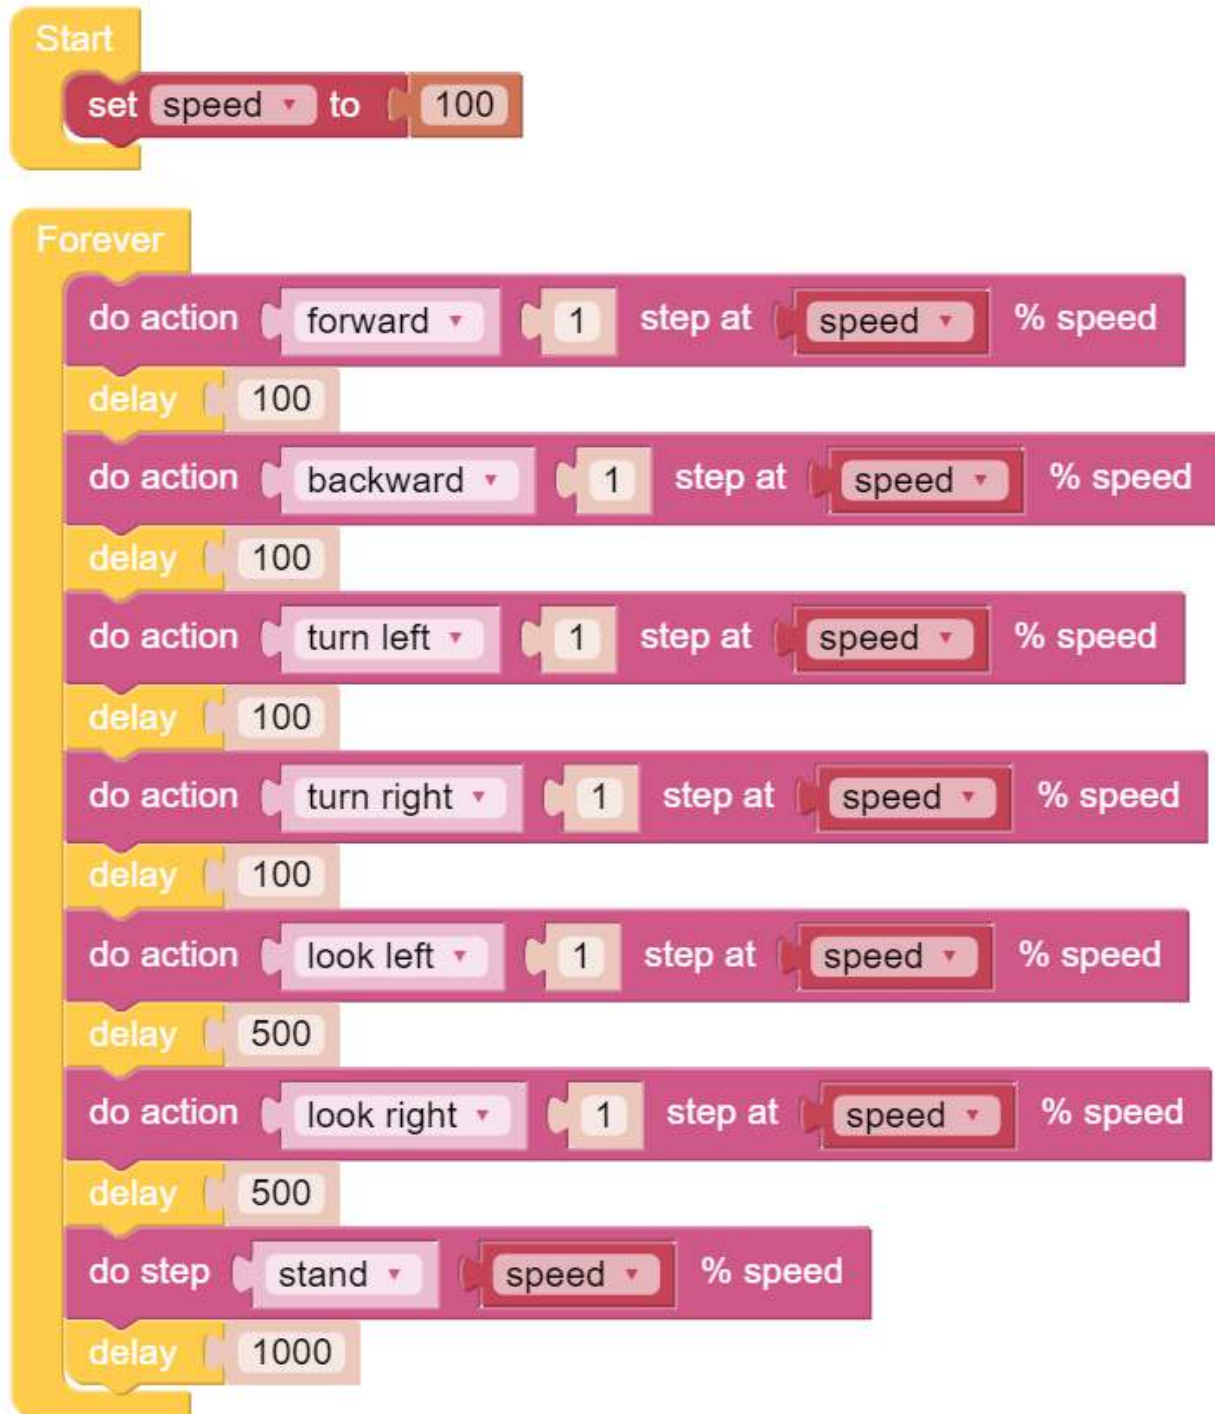 Start
set speed to 100
Forever
do action forward 1 step at speed % speed
delay 100
do action backward 1 step at speed % speed
delay 100
do action turn left 1 step at speed % speed
delay 100
do action turn right 1 step at speed % speed
delay 100
do action look left 1 step at speed % speed
delay 500
do action look right 1 step at speed % speed
delay 500
do step stand speed % speed
delay 1000